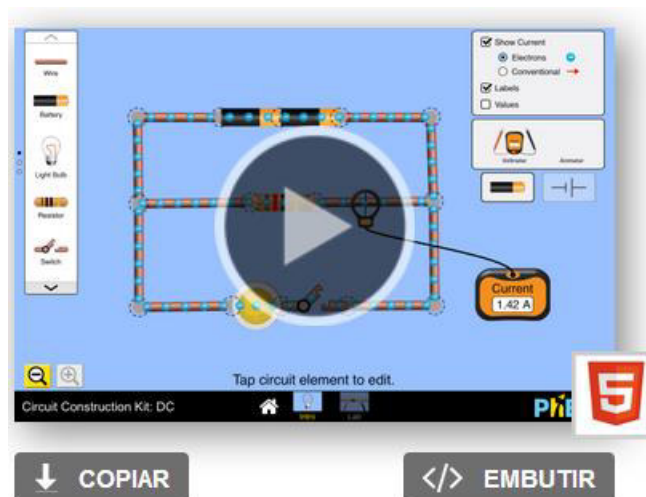 Wire
Battery
Light Bulb
Resistor
Switch
Show Current
Electrons
Conventional
Labels
Values
Voltmeter
Ammeter
Current
1.42 A
Tap circuit element to edit.
Circuit Construction Kit: DC
Intro
Lab
5
COPIAR
</> EMBUTIR